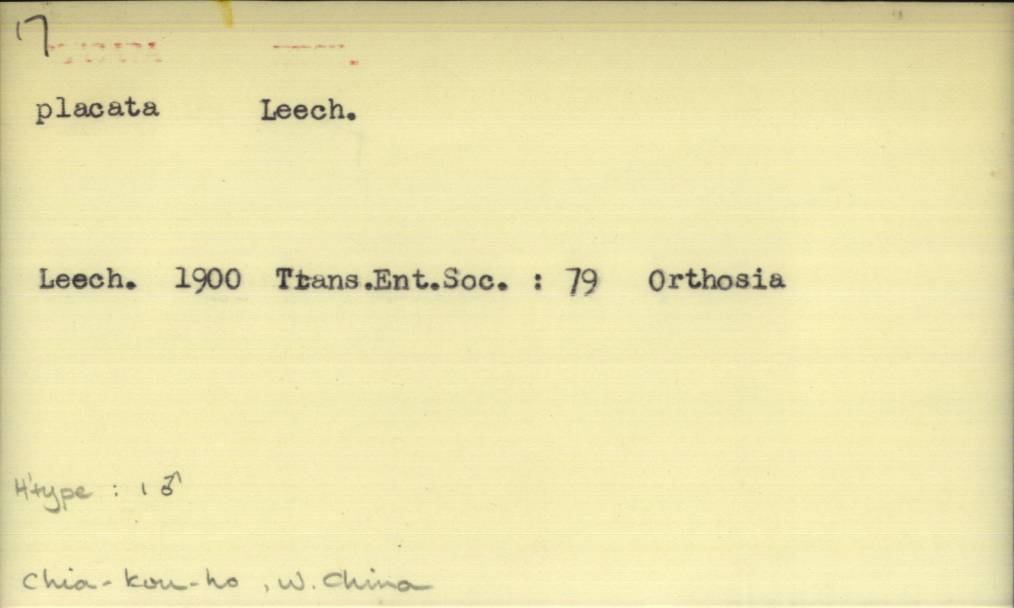 17
placata Leech.
Leech. 1900 Ttans.Ent.Soc. : 79 Orthosia
H'type : 1 ♂
Chia-kou-ho, W. China